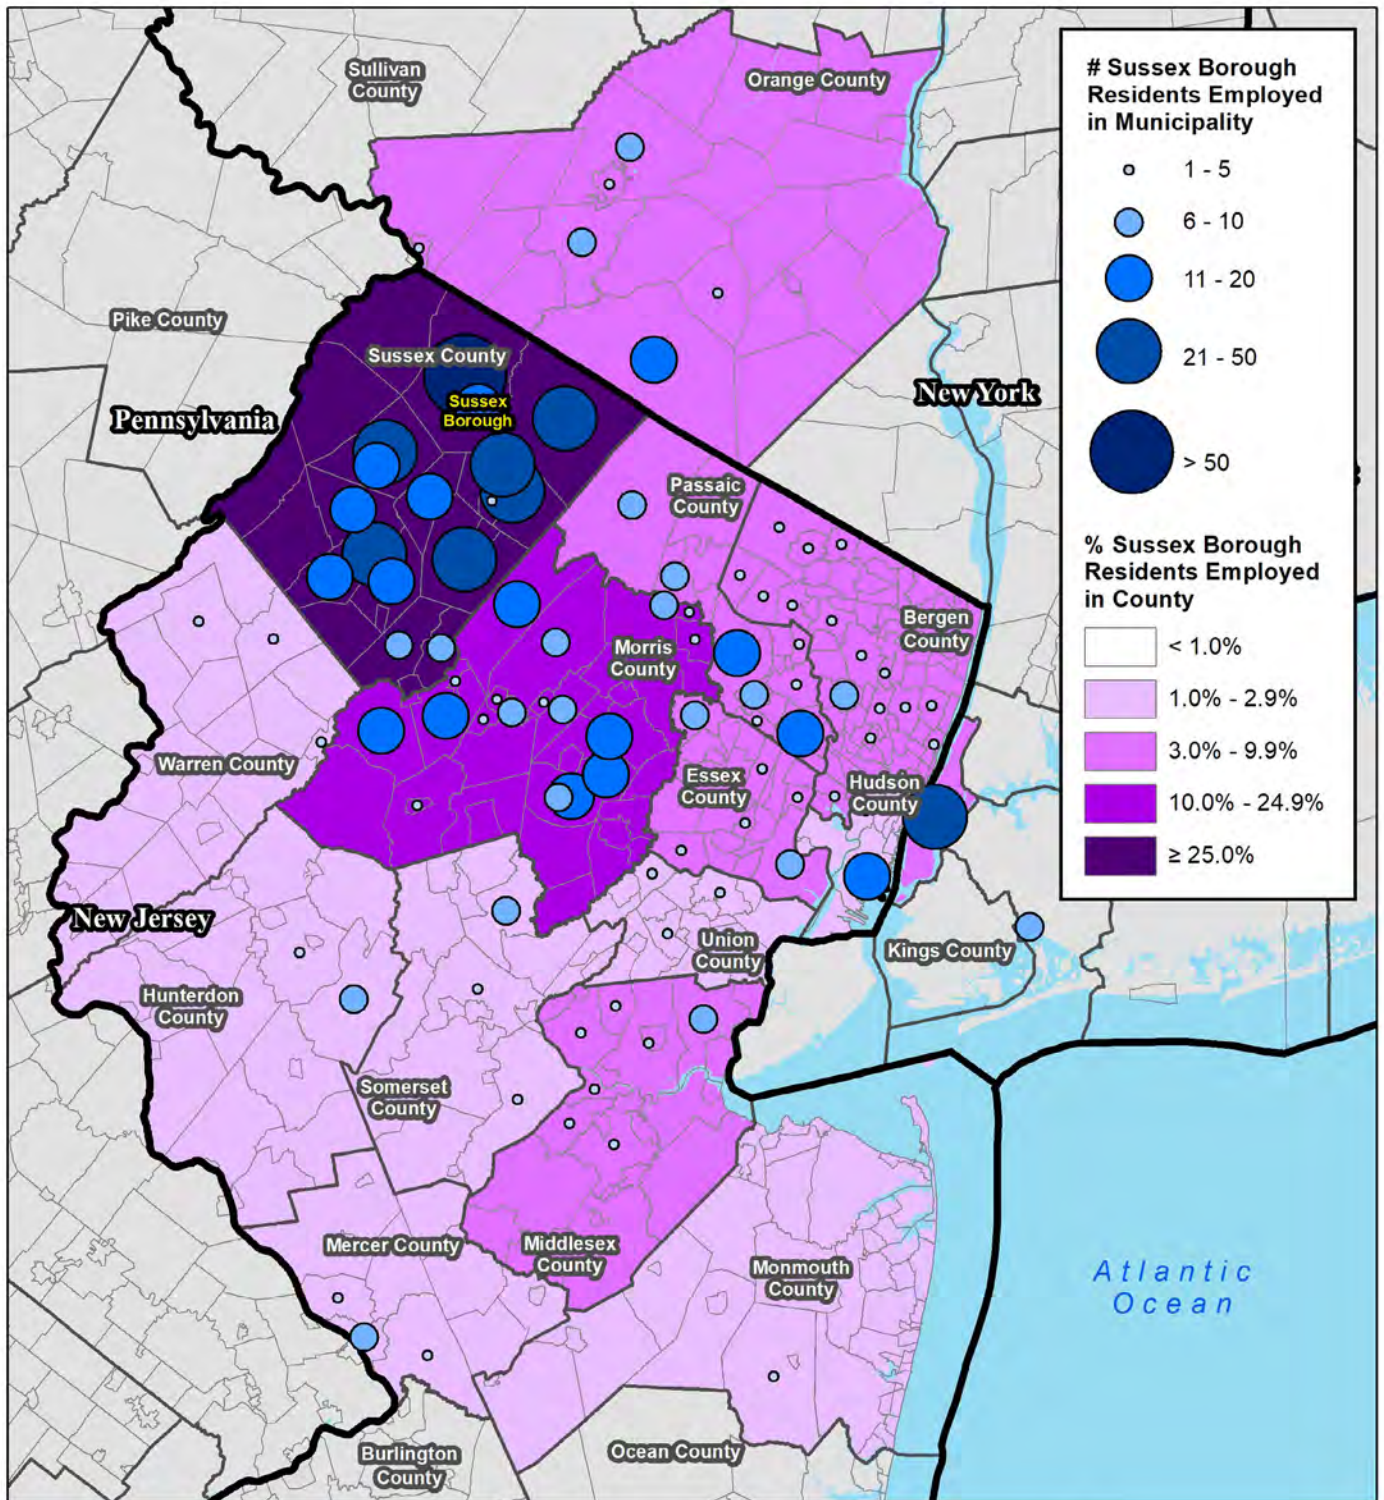 Sullivan
County
Orange County
# Sussex Borough
Residents Employed
in Municipality
1 - 5
6 - 10
11 - 20
21 - 50
> 50
% Sussex Borough
Residents Employed
in County
< 1.0%
1.0% - 2.9%
3.0% - 9.9%
10.0% - 24.9%
≥ 25.0%
Pike County
Sussex County
Sussex
Borough
Pennsylvania
New York
Passaic
County
Bergen
County
Morris
County
Warren County
Essex
County
Hudson
County
New Jersey
Union
County
Kings County
Hunterdon
County
Somerset
County
Mercer County
Middlesex
County
Monmouth
County
Atlantic
Ocean
Burlington
County
Ocean County